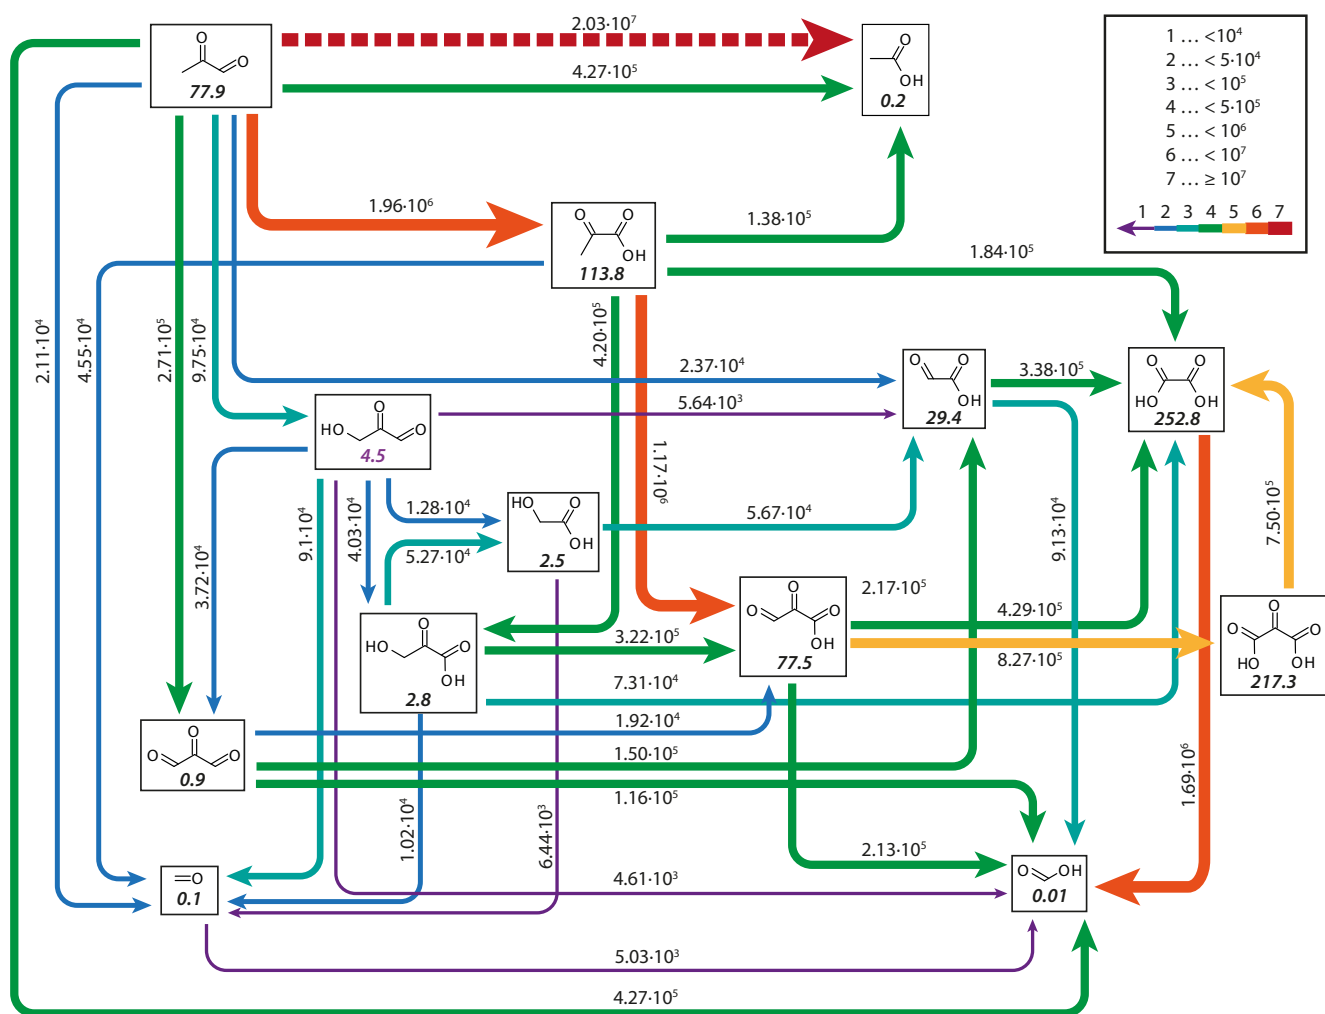 2.03·10⁷
1 … <10⁴
2 … < 5·10⁴
3 … < 10⁵
4 … < 5·10⁵
5 … < 10⁶
6 … < 10⁷
7 … ≥ 10⁷
1 2 3 4 5 6 7
O
O
77.9
4.27·10⁵
O
OH
0.2
1.96·10⁶
O
O
OH
113.8
1.38·10⁵
1.84·10⁵
2.11·10⁴
4.55·10⁴
2.71·10⁵
9.75·10⁴
4.20·10⁵
2.37·10⁴
5.64·10³
O
O
OH
29.4
3.38·10⁵
O
O
HO
OH
252.8
O
HO
O
4.5
1.17·10⁶
9.13·10⁴
7.50·10⁵
3.72·10⁴
9.1·10⁴
4.03·10⁴
1.28·10⁴
5.27·10⁴
HO
O
OH
2.5
5.67·10⁴
2.17·10⁵
O
O
O
OH
77.5
4.29·10⁵
8.27·10⁵
O
O
O
HO
OH
217.3
O
HO
O
OH
2.8
3.22·10⁵
7.31·10⁴
1.92·10⁴
O
O
O
0.9
1.50·10⁵
1.16·10⁵
1.69·10⁶
1.02·10⁴
6.44·10³
2.13·10⁵
O
0.1
4.61·10³
O
OH
0.01
5.03·10³
4.27·10⁵